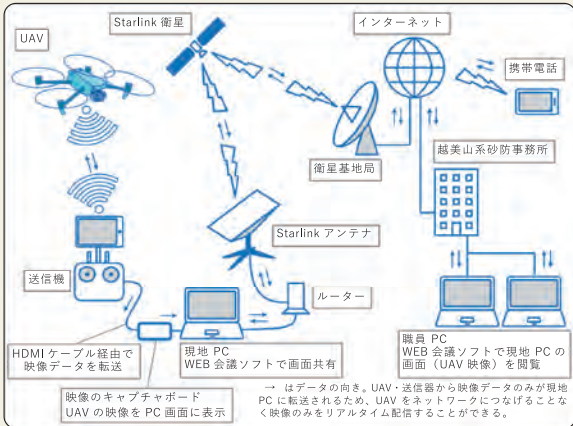 UAV
Starlink 衛星
インターネット
携帯電話
衛星基地局
越美山系砂防事務所
Starlink アンテナ
送信機
ルーター
HDMI ケーブル経由で
映像データを転送
現地 PC
WEB 会議ソフトで画面共有
職員 PC
WEB 会議ソフトで現地 PC の
画面（UAV 映像）を閲覧
映像のキャプチャボード
UAV の映像を PC 画面に表示
→ はデータの向き。UAV・送信器から映像データのみが現地
PC に転送されるため、UAV をネットワークにつなげることな
く映像のみをリアルタイム配信することができる。